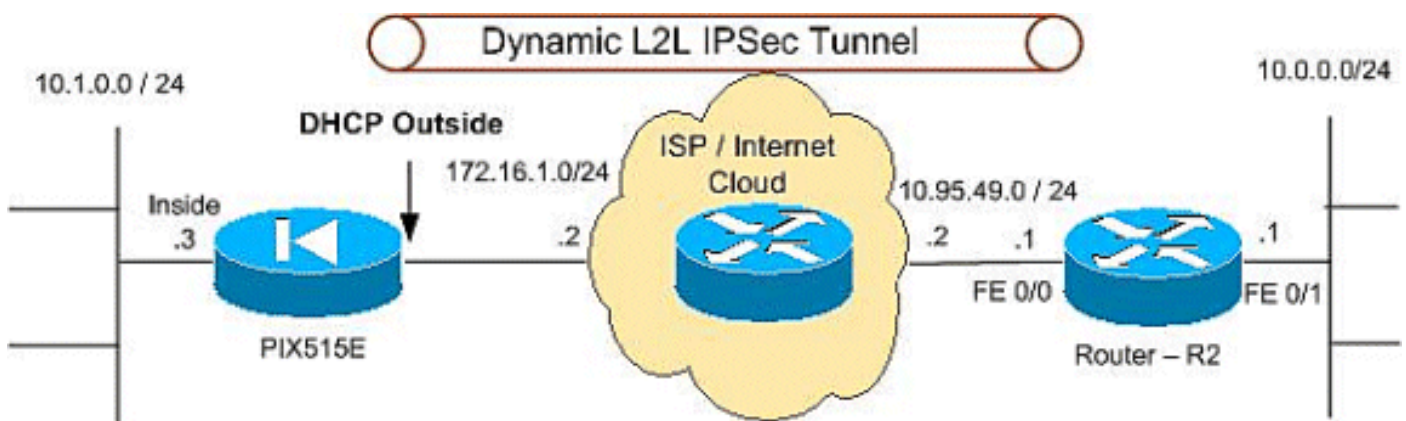 Dynamic L2L IPSec Tunnel
10.1.0.0 / 24
10.0.0.0/24
DHCP Outside
ISP / Internet
Cloud
172.16.1.0/24
10.95.49.0 / 24
Inside
.3
.2
.2
.1
.1
FE 0/0
FE 0/1
PIX515E
Router – R2